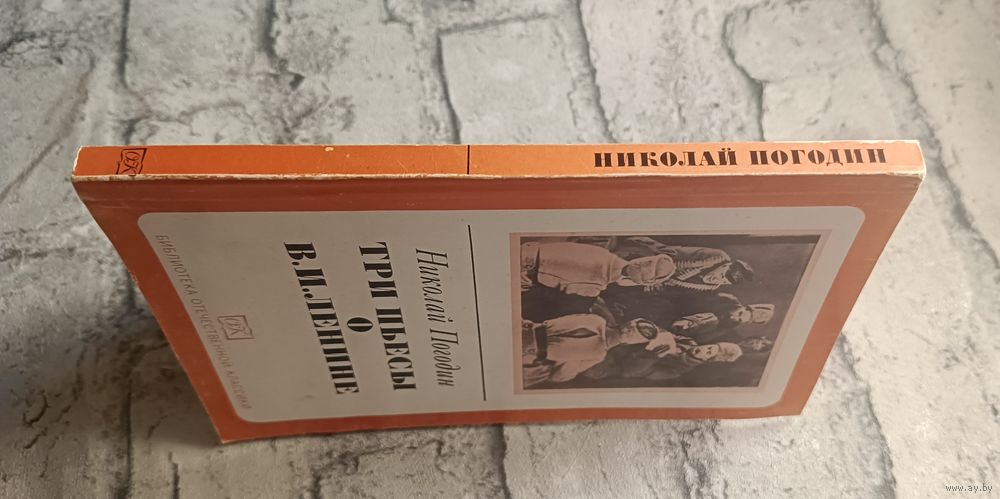 НИКОЛАЙ ПОГОДИН
Николай Погодин
ТРИ ПЬЕСЫ
О
В.И.ЛЕНИНЕ
БИБЛИОТЕКА ОТЕЧЕСТВЕННОЙ КЛАССИКИ
www.ay.by